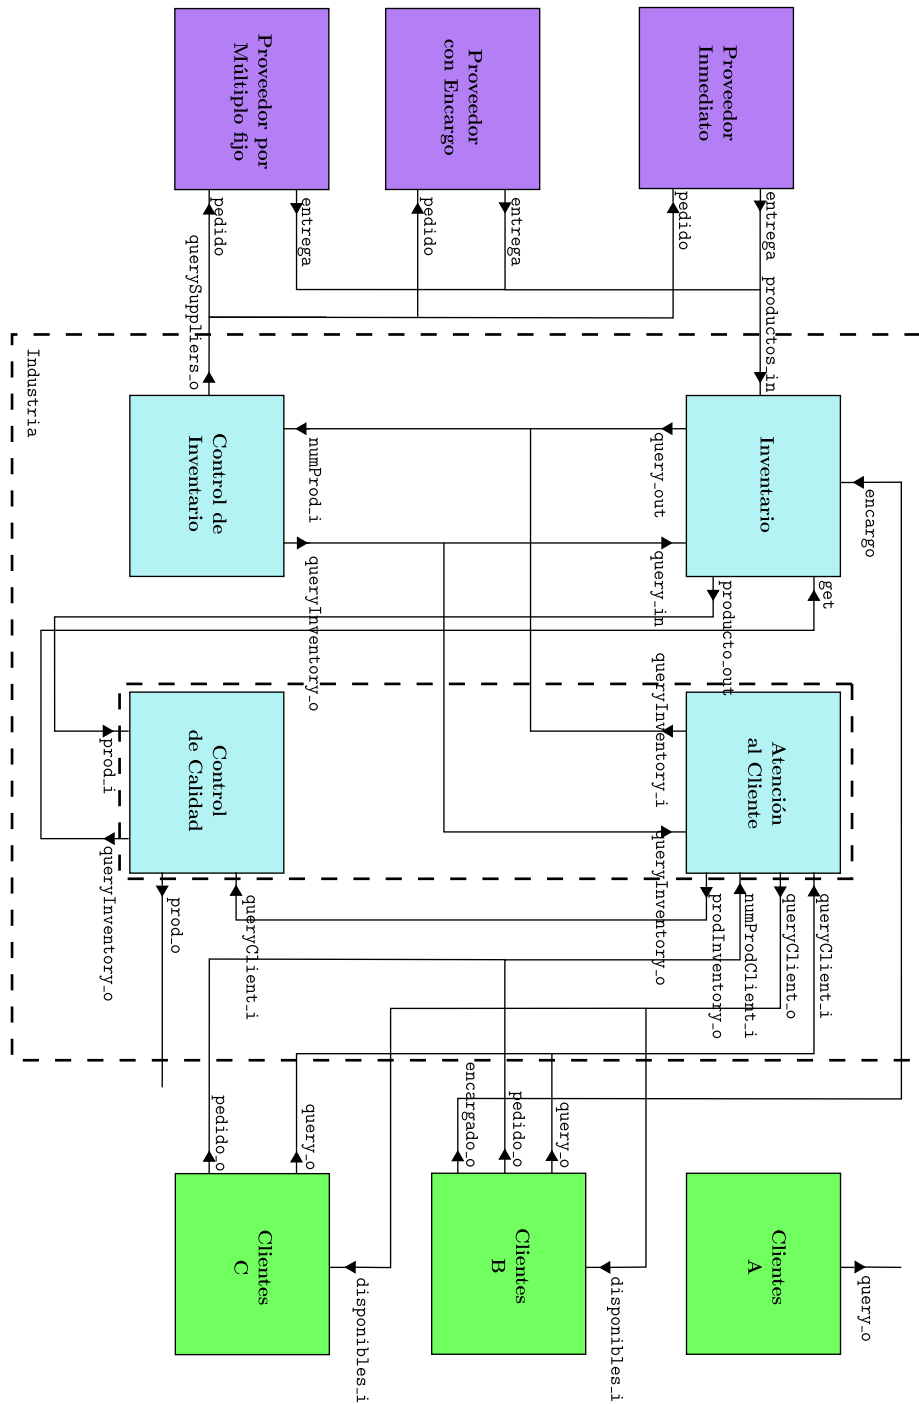 Proveedor
Inmediato
Proveedor
con Encargo
Proveedor por
Múltiplo fijo
entrega
pedido
entrega
pedido
entrega
pedido
productos_in
querySuppliers_o
Industria
Inventario
Control de
Inventario
encargo
query_out
numProd_i
query_in
queryInventory_o
get
producto_out
Atención
al Cliente
Control
de Calidad
queryInventory_i
queryInventory_o
prod_i
queryInventory_o
queryClient_i
queryClient_o
numProdClient_i
prodInventory_o
queryClient_i
prod_o
query_o
pedido_o
encargado_o
query_o
pedido_o
Clientes
A
Clientes
B
Clientes
C
query_o
disponibles_i
disponibles_i